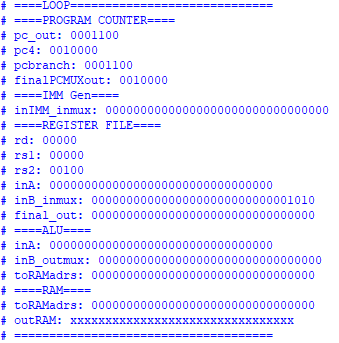 # ====LOOP=============================
# ====PROGRAM COUNTER====
# pc_out: 0001100
# pc4: 0010000
# pcbranch: 0001100
# finalPCMUXout: 0010000
# ====IMM Gen====
# inIMM_inmux: 00000000000000000000000000000000
# ====REGISTER FILE====
# rd: 00000
# rs1: 00000
# rs2: 00100
# inA: 00000000000000000000000000000000
# inB_inmux: 00000000000000000000000000001010
# final_out: 00000000000000000000000000000000
# ====ALU====
# inA: 00000000000000000000000000000000
# inB_outmux: 00000000000000000000000000000000
# toRAMadrs: 00000000000000000000000000000000
# ====RAM====
# toRAMadrs: 00000000000000000000000000000000
# outRAM: xxxxxxxxxxxxxxxxxxxxxxxxxxxxxxxx
# =====================================